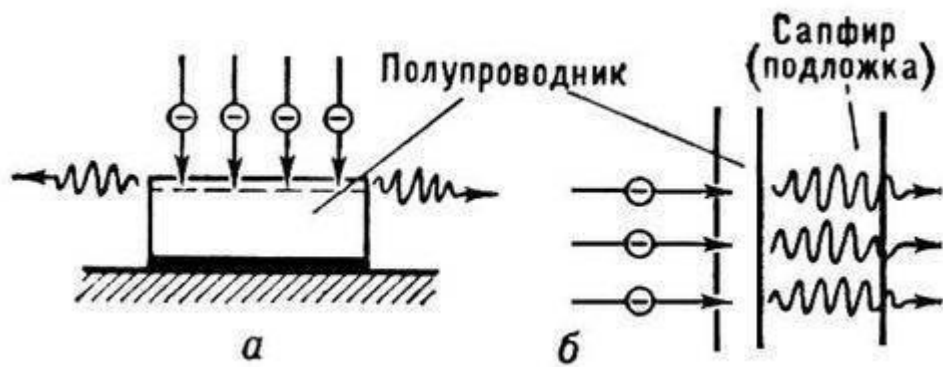 Полупроводник
Сапфир
(подложка)
а
б